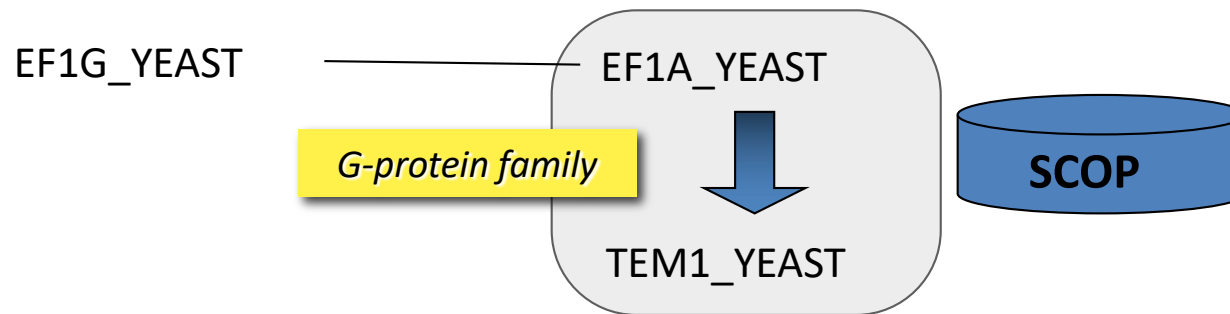 EF1G_YEAST
EF1A_YEAST
G-protein family
SCOP
TEM1_YEAST